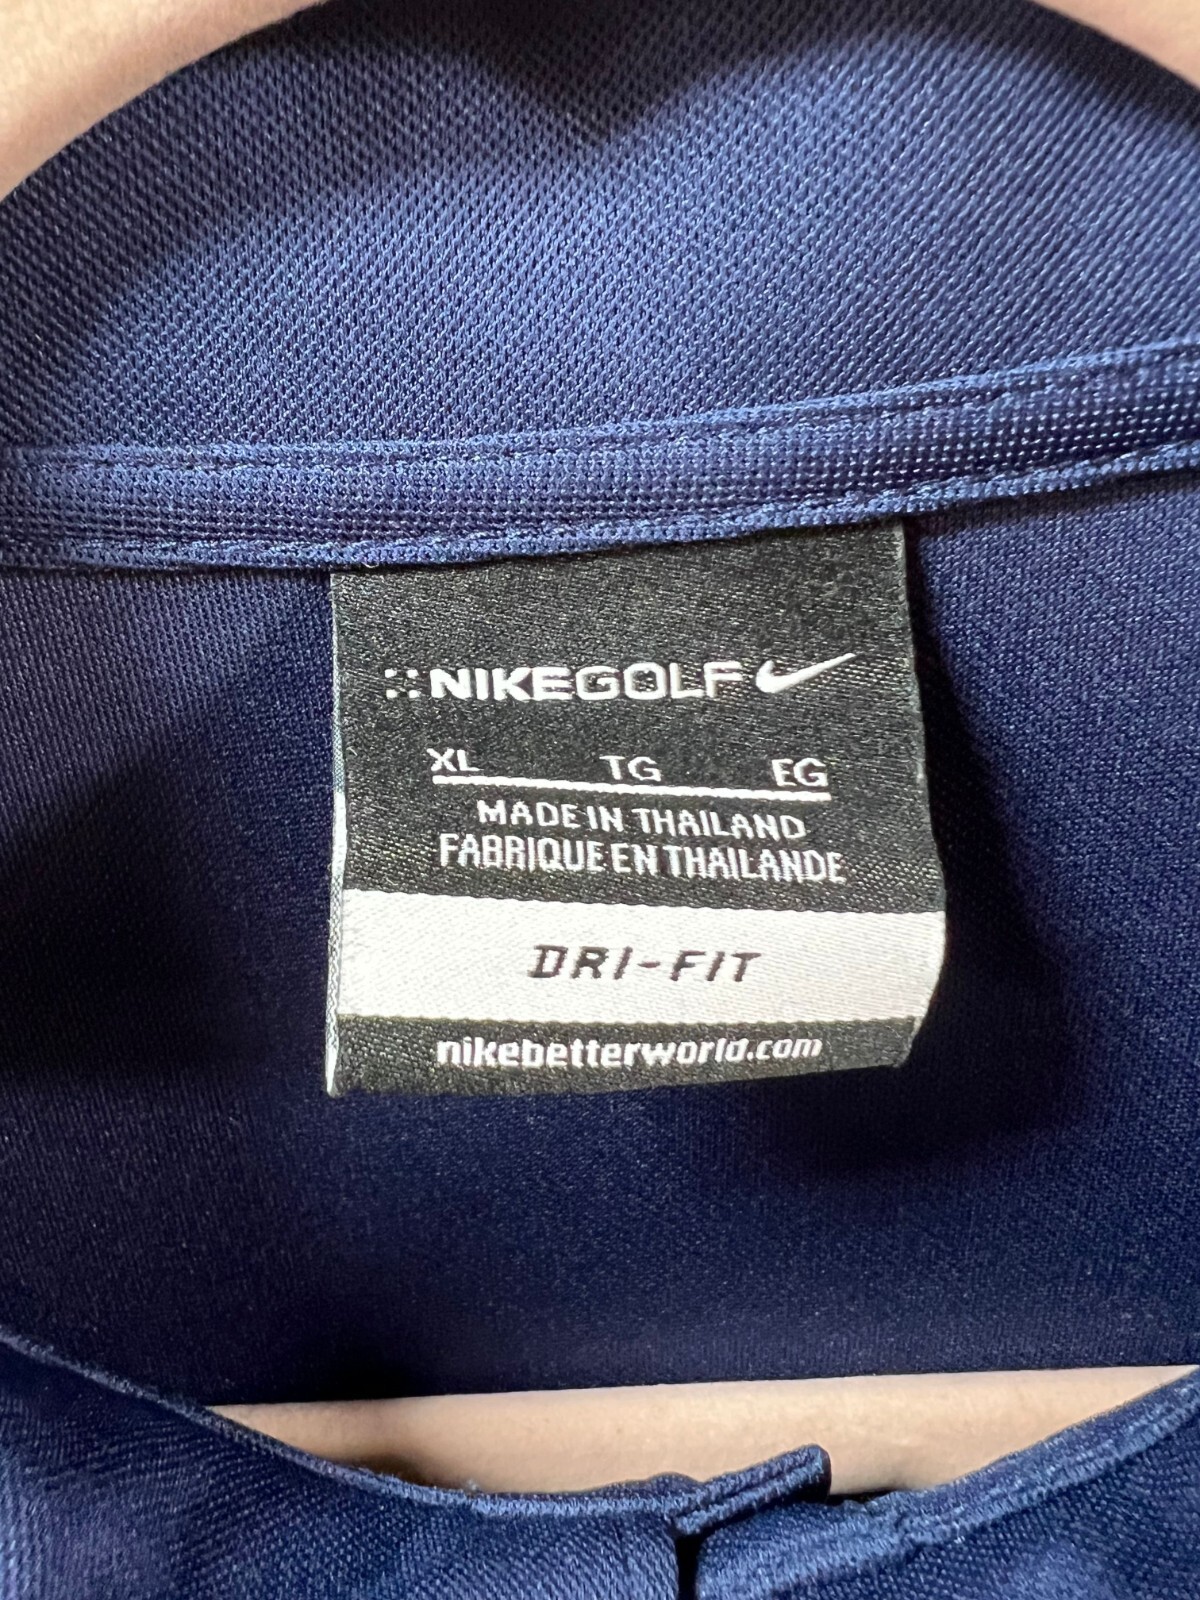 NIKEGOLF
XL TG EG
MADE IN THAILAND
FABRIQUE EN THAILANDE
DRI-FIT
nikebetterworld.com